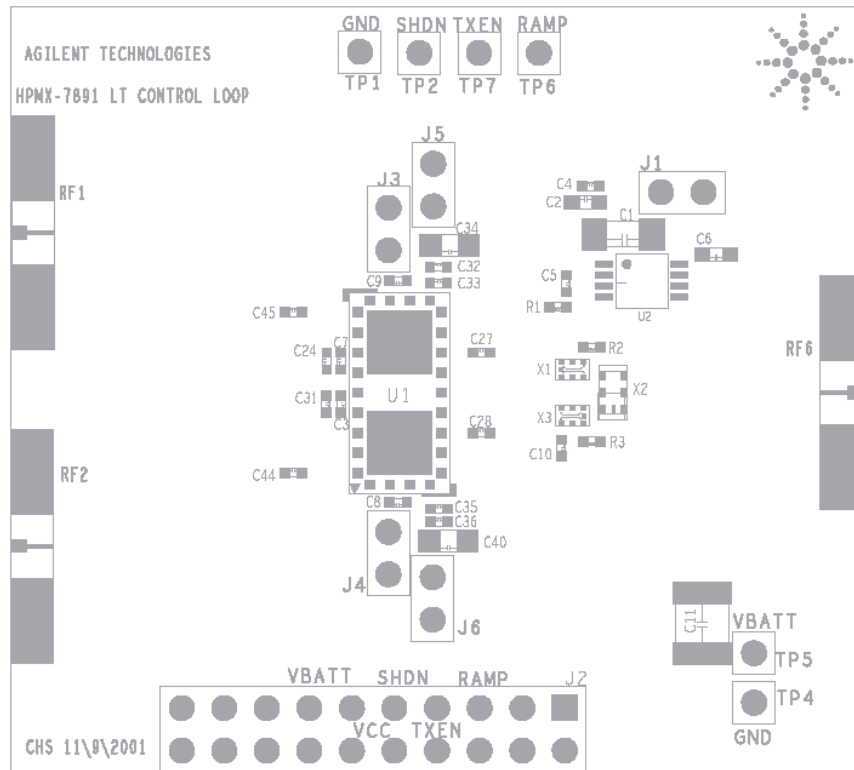 GND SHDN TXEN RAMP
AGILENT TECHNOLOGIES
TP1 TP2 TP7 TP6
HPMX-7891 LT CONTROL LOOP
J5
J1
J3
C4
RF1
C2
C34
C1
C6
C32
C9
C33
C5
C45
R1
U2
C24
C7
C27
R2
RF6
X1
U1
X2
C31
C3
X3
C28
R3
C10
RF2
C44
C8
C35
C36
C40
J4
C11
VBATT
J6
TP5
VBATT SHDN RAMP J2
TP4
VCC TXEN
GND
CHS 11\9\2001